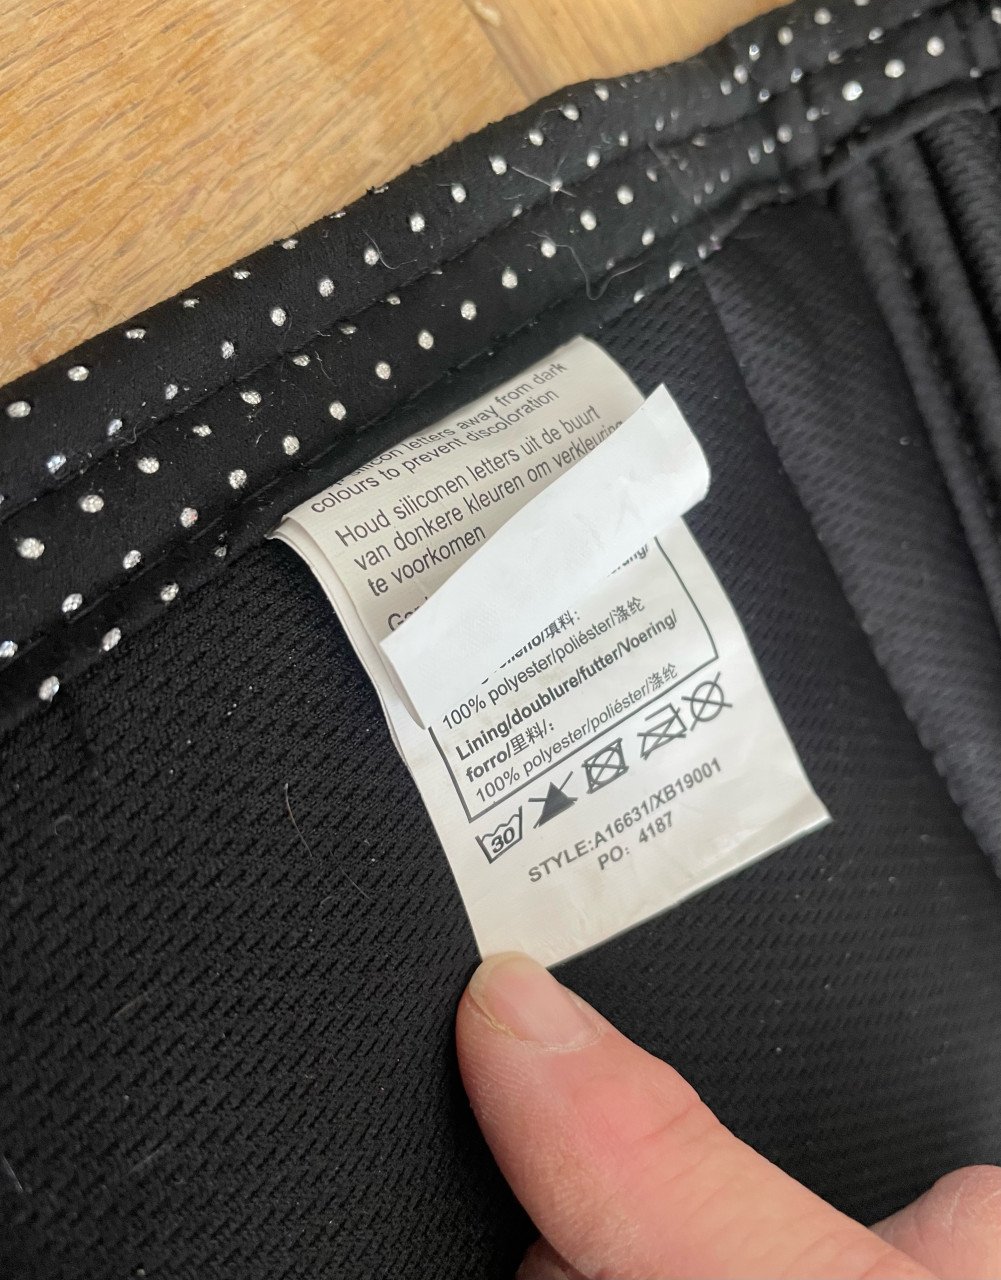 letters away from dark
colours to prevent discoloration
Houd siliconen letters uit de buurt
van donkere kleuren om verkleuring
te voorkomen
填料:
100% polyester/poliéster/涤纶
Lining/doublure/futter/Voering/
forro/里料/:
100% polyester/poliéster/涤纶
30
STYLE:A16631/XB19001
PO: 4187